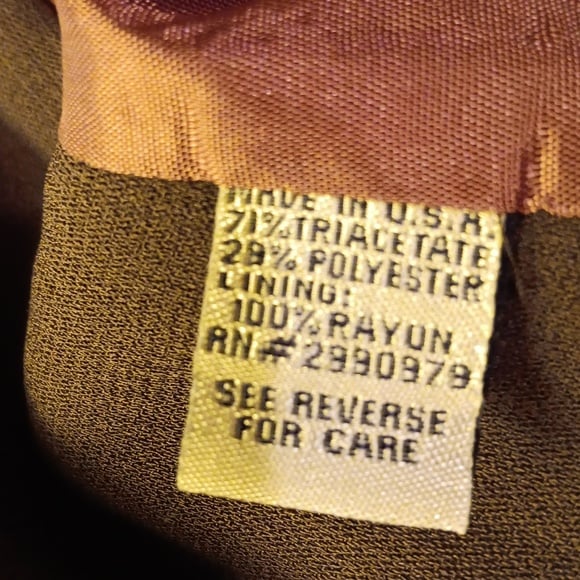 MADE IN U.S.A.
71% TRIACETATE
29% POLYESTER
LINING:
100% RAYON
RN# 2990979
SEE REVERSE
FOR CARE